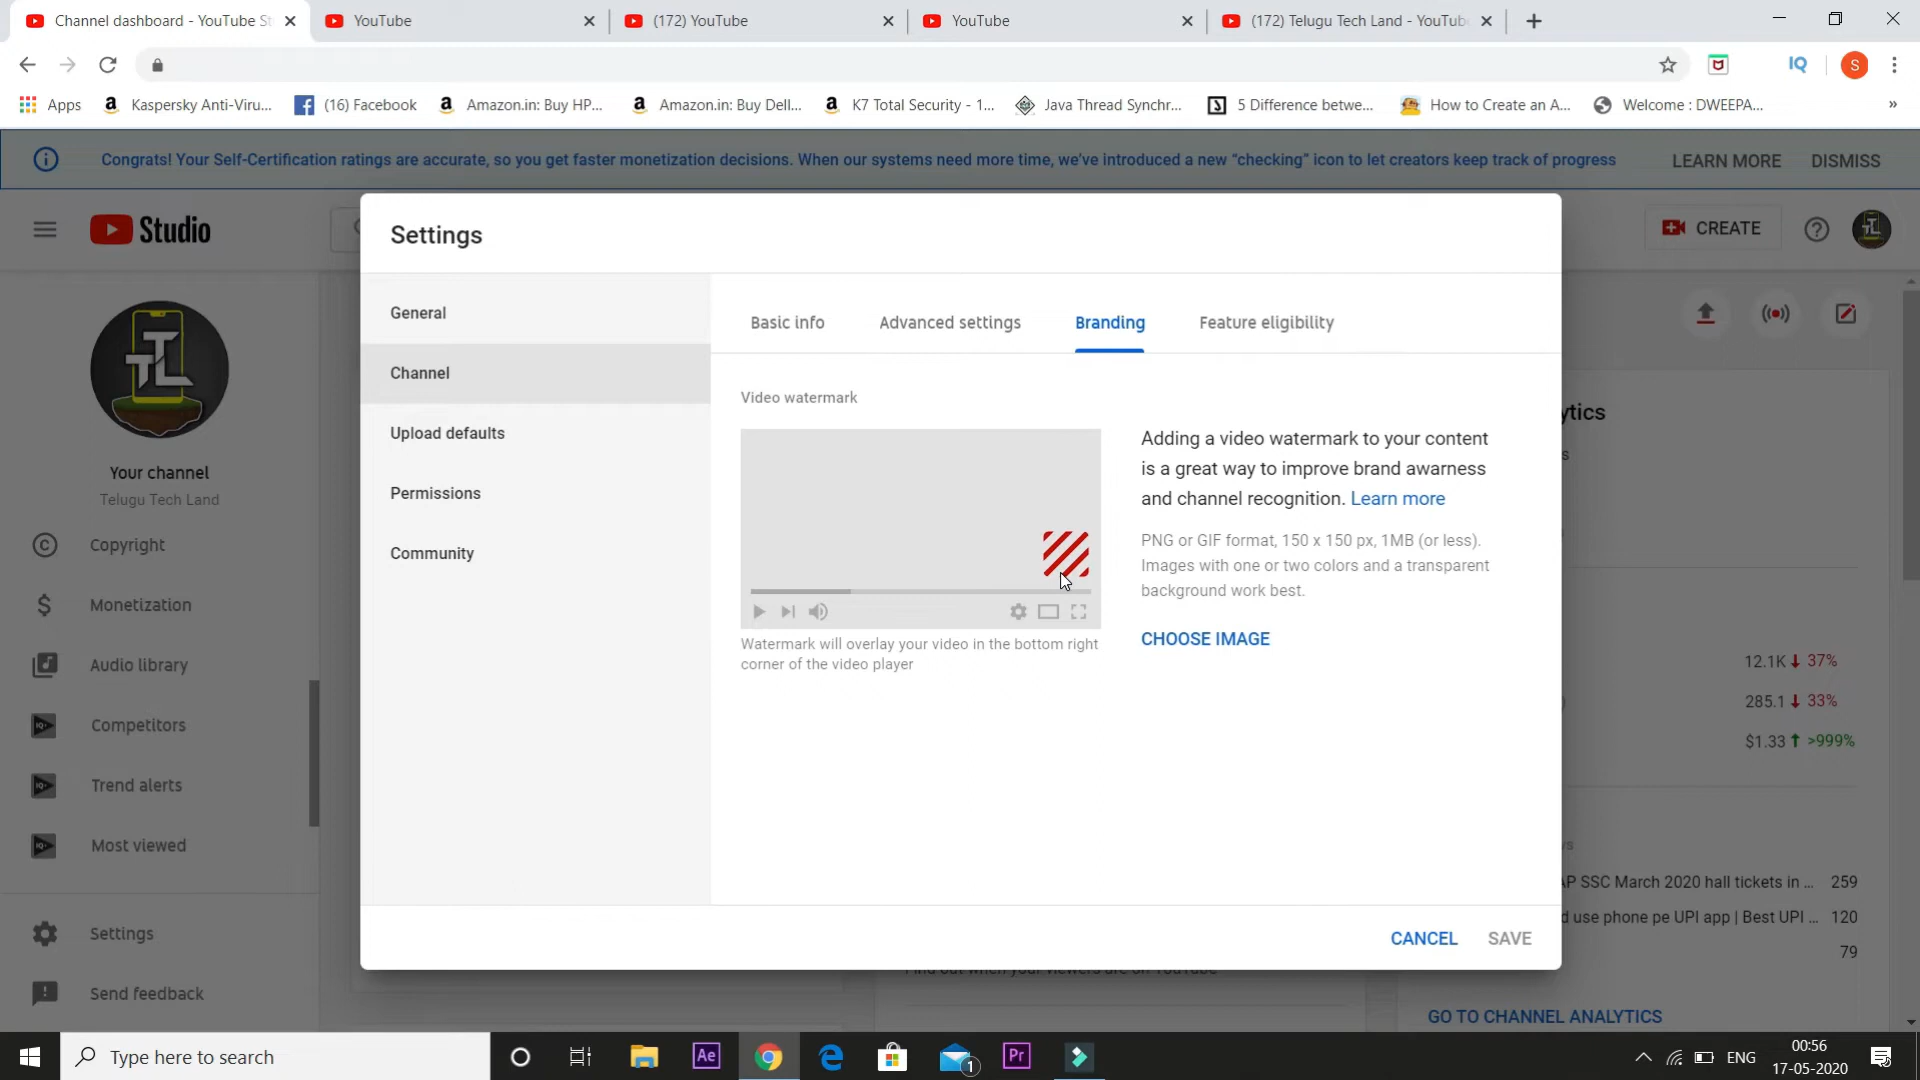 Channel dashboard - YouTube St
YouTube
(172) YouTube
YouTube
(172) Telugu Tech Land - YouTub
IQ
S
Apps
Kaspersky Anti-Viru...
(16) Facebook
Amazon.in: Buy HP...
Amazon.in: Buy Dell...
K7 Total Security - 1...
Java Thread Synchr...
5 Difference betwe...
How to Create an A...
Welcome : DWEEPA...
»
Congrats! Your Self-Certification ratings are accurate, so you get faster monetization decisions. When our systems need more time, we've introduced a new “checking” icon to let creators keep track of progress
LEARN MORE
DISMISS
Studio
CREATE
Settings
General
Channel
Upload defaults
Permissions
Community
Basic info
Advanced settings
Branding
Feature eligibility
Video watermark
Watermark will overlay your video in the bottom right
corner of the video player
Adding a video watermark to your content
is a great way to improve brand awarness
and channel recognition. Learn more
PNG or GIF format, 150 x 150 px, 1MB (or less).
Images with one or two colors and a transparent
background work best.
CHOOSE IMAGE
CANCEL
SAVE
Your channel
Telugu Tech Land
Copyright
Monetization
Audio library
Competitors
Trend alerts
Most viewed
Settings
Send feedback
ytics
12.1K 37%
285.1 33%
$1.33 >999%
AP SSC March 2020 hall tickets in ... 259
d use phone pe UPI app | Best UPI ... 120
79
GO TO CHANNEL ANALYTICS
Type here to search
Ae
1
Pr
ENG
00:56
17-05-2020